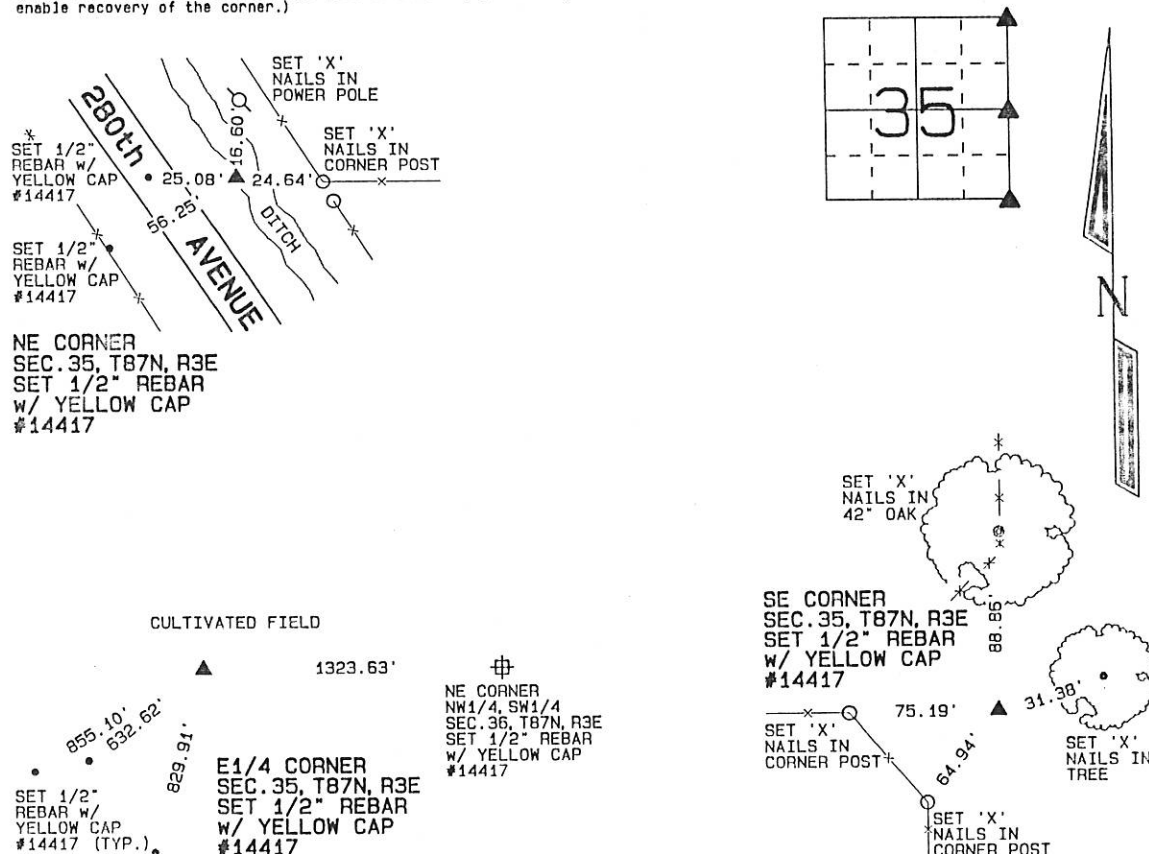 enable recovery of the corner.)
SET 'X'
NAILS IN
POWER POLE
280th
AVENUE
16.60'
SET 'X'
NAILS IN
CORNER POST
SET 1/2"
REBAR w/
YELLOW CAP
#14417
25.08'
24.64'
56.25'
DITCH
SET 1/2"
REBAR w/
YELLOW CAP
#14417
NE CORNER
SEC.35, T87N, R3E
SET 1/2" REBAR
w/ YELLOW CAP
#14417
35
N
SET 'X'
NAILS IN
42" OAK
88.86'
SE CORNER
SEC.35, T87N, R3E
SET 1/2" REBAR
w/ YELLOW CAP
#14417
75.19'
31.38'
64.94'
SET 'X'
NAILS IN
CORNER POST
SET 'X'
NAILS IN
TREE
SET 'X'
NAILS IN
CORNER POST
CULTIVATED FIELD
1323.63'
855.10'
632.62'
829.91'
NE CORNER
NW1/4, SW1/4
SEC.36, T87N, R3E
SET 1/2" REBAR
w/ YELLOW CAP
#14417
E1/4 CORNER
SEC.35, T87N, R3E
SET 1/2" REBAR
w/ YELLOW CAP
#14417
SET 1/2"
REBAR w/
YELLOW CAP
#14417 (TYP.)